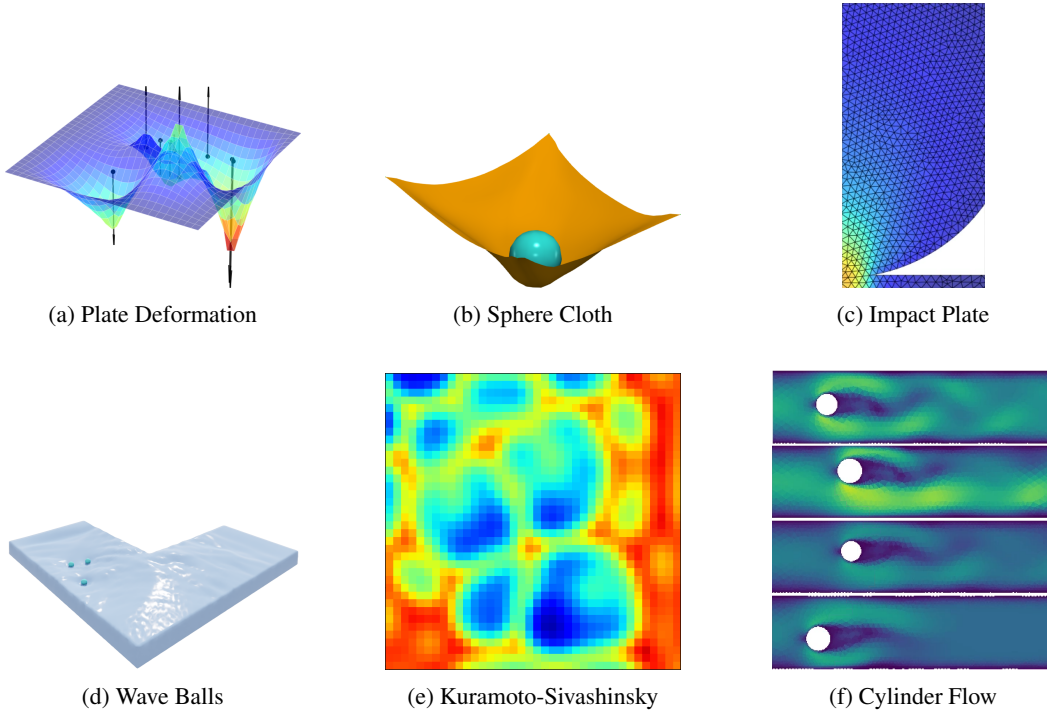 (a) Plate Deformation
(b) Sphere Cloth
(c) Impact Plate
(d) Wave Balls
(e) Kuramoto-Sivashinsky
(f) Cylinder Flow